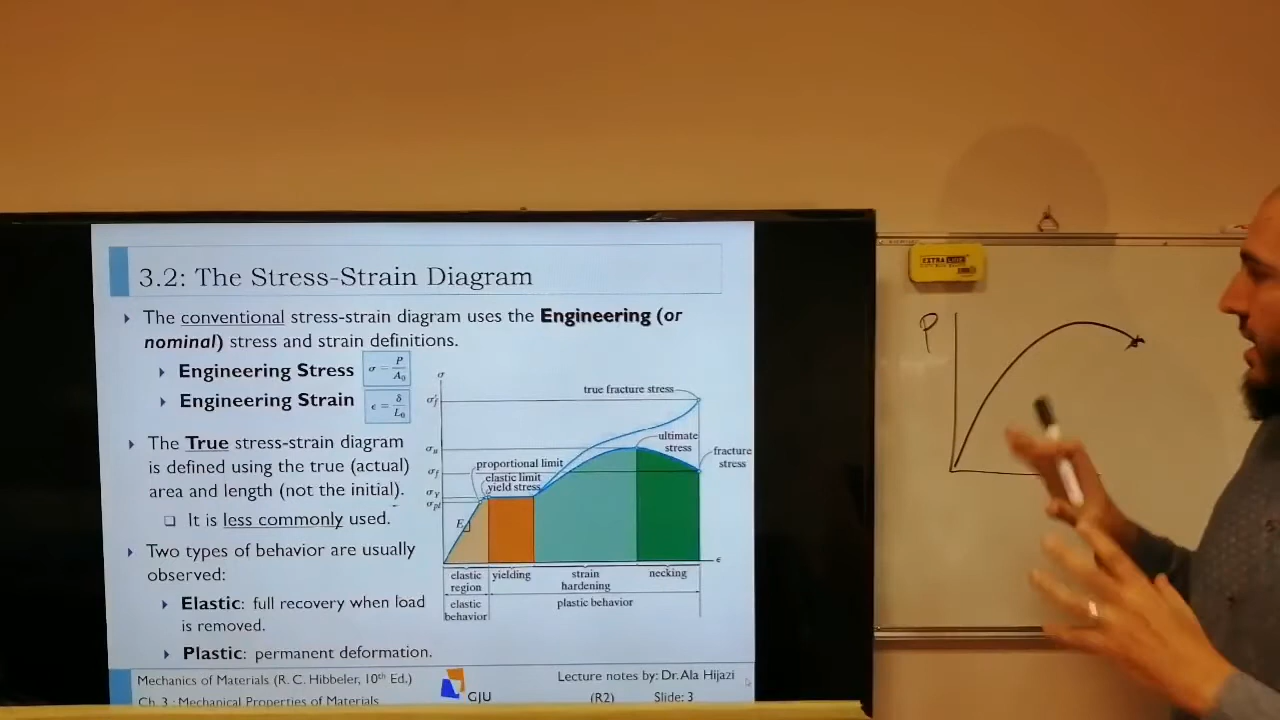 3.2: The Stress-Strain Diagram
The conventional stress-strain diagram uses the Engineering (or
nominal) stress and strain definitions.
Engineering Stress σ = P / A₀
Engineering Strain ϵ = δ / L₀
The True stress-strain diagram
is defined using the true (actual)
area and length (not the initial).
It is less commonly used.
Two types of behavior are usually
observed:
Elastic: full recovery when load
is removed.
Plastic: permanent deformation.
σ
true fracture stress
σ′f
ultimate
stress
σu
fracture
stress
proportional limit
σf
elastic limit
yield stress
σY
σpl
E
ϵ
elastic
region
yielding
strain
hardening
necking
elastic
behavior
plastic behavior
Mechanics of Materials (R. C. Hibbeler, 10th Ed.)
Ch. 3 : Mechanical Properties of Materials
GJU
Lecture notes by: Dr. Ala Hijazi
(R2)
Slide: 3
EXTRA
P